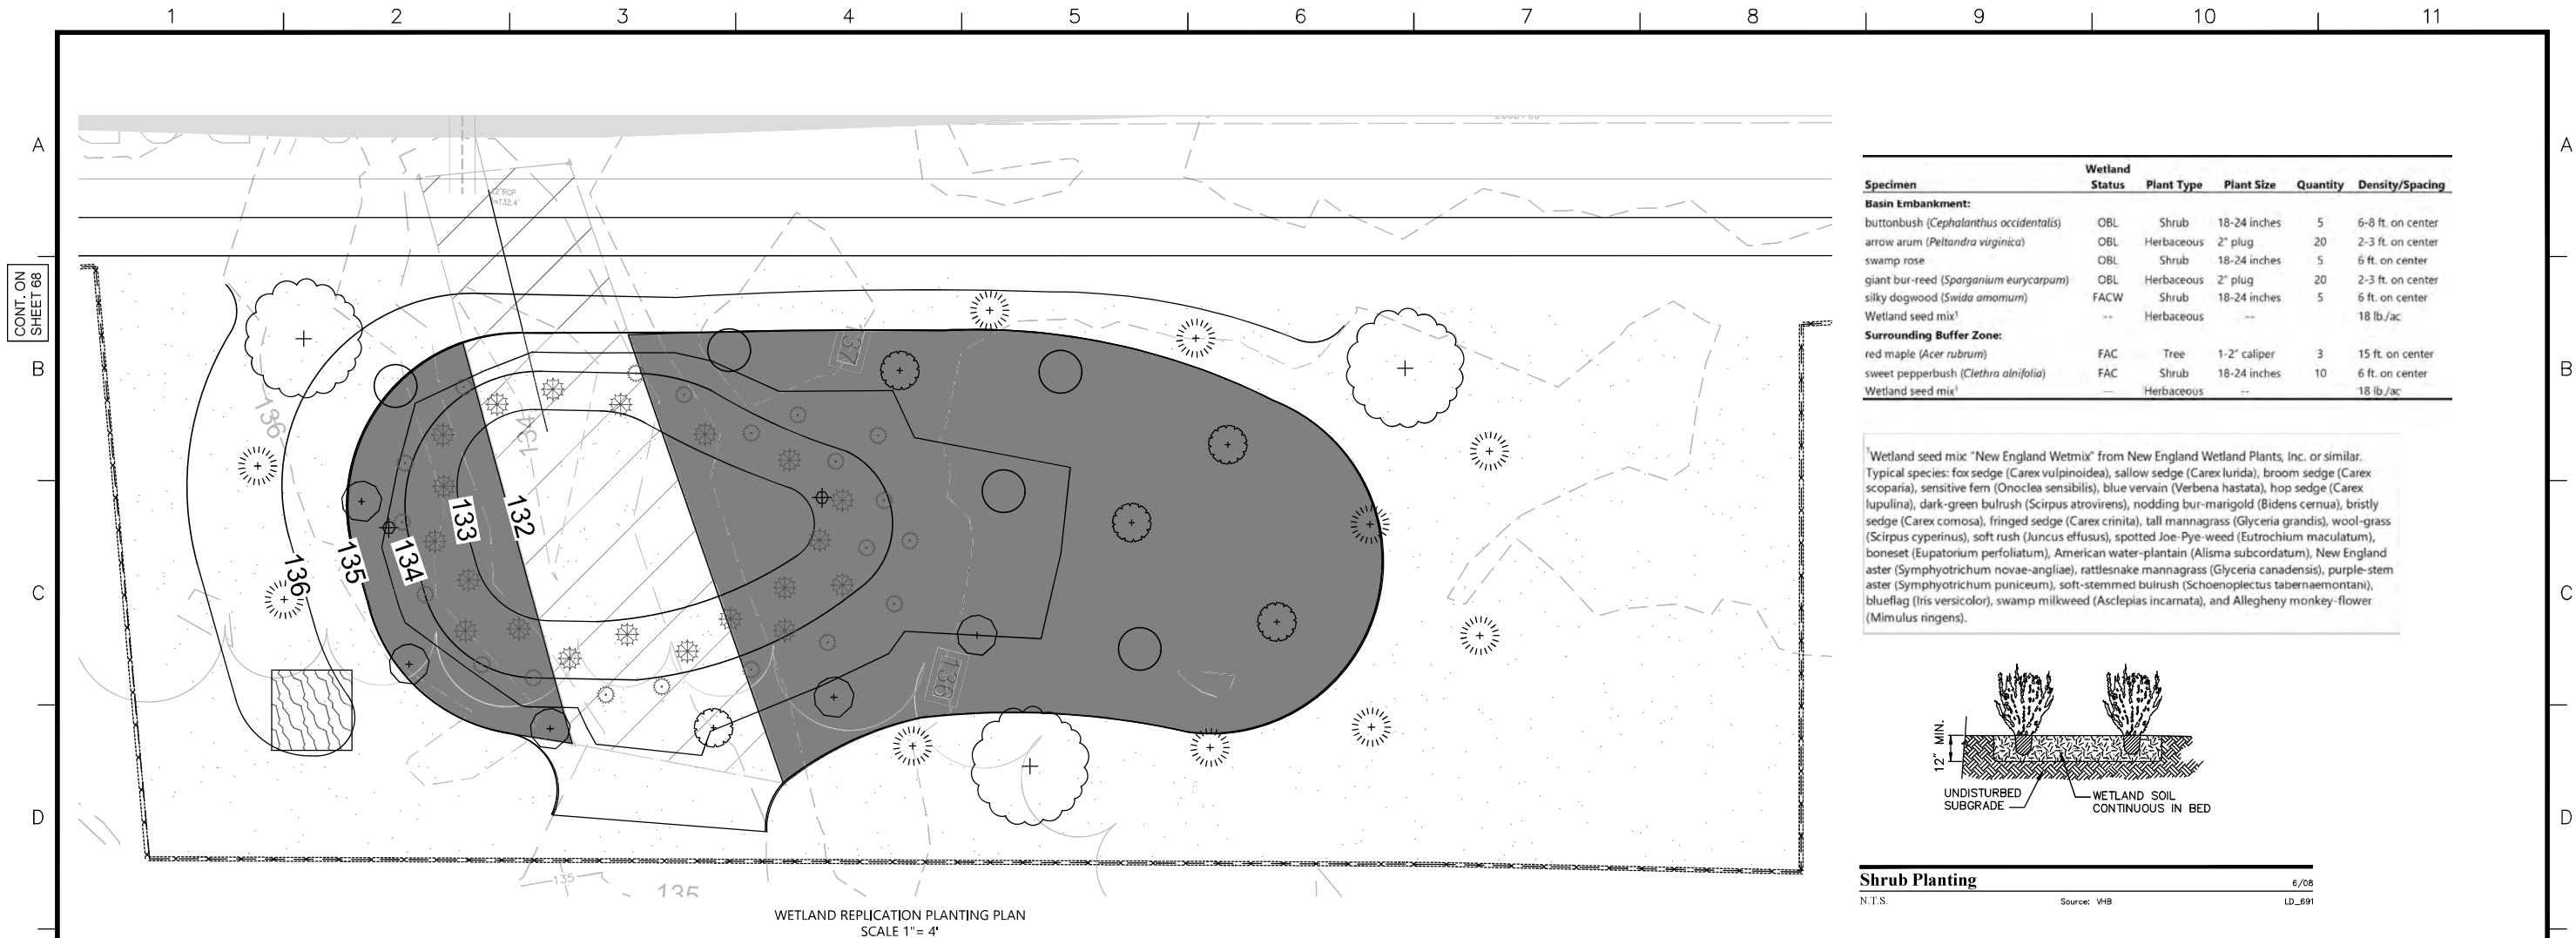 1 2 3 4 5 6 7 8 9 10 11
A A
B B
C C
D D
CONT. ON
SHEET 68
12"RCP
I=132.4'
137
136
134
136
135
134
133
132
136
135
135
WETLAND REPLICATION PLANTING PLAN
SCALE 1"= 4'
Wetland
Specimen Status Plant Type Plant Size Quantity Density/Spacing
Basin Embankment:
buttonbush (Cephalanthus occidentalis) OBL Shrub 18-24 inches 5 6-8 ft. on center
arrow arum (Peltandra virginica) OBL Herbaceous 2" plug 20 2-3 ft. on center
swamp rose OBL Shrub 18-24 inches 5 6 ft. on center
giant bur-reed (Sparganium eurycarpum) OBL Herbaceous 2" plug 20 2-3 ft. on center
silky dogwood (Swida amomum) FACW Shrub 18-24 inches 5 6 ft. on center
Wetland seed mix¹ -- Herbaceous -- 18 lb./ac
Surrounding Buffer Zone:
red maple (Acer rubrum) FAC Tree 1-2" caliper 3 15 ft. on center
sweet pepperbush (Clethra alnifolia) FAC Shrub 18-24 inches 10 6 ft. on center
Wetland seed mix¹ -- Herbaceous -- 18 lb./ac
¹Wetland seed mix: "New England Wetmix" from New England Wetland Plants, Inc. or similar.
Typical species: fox sedge (Carex vulpinoidea), sallow sedge (Carex lurida), broom sedge (Carex
scoparia), sensitive fern (Onoclea sensibilis), blue vervain (Verbena hastata), hop sedge (Carex
lupulina), dark-green bulrush (Scirpus atrovirens), nodding bur-marigold (Bidens cernua), bristly
sedge (Carex comosa), fringed sedge (Carex crinita), tall mannagrass (Glyceria grandis), wool-grass
(Scirpus cyperinus), soft rush (Juncus effusus), spotted Joe-Pye-weed (Eutrochium maculatum),
boneset (Eupatorium perfoliatum), American water-plantain (Alisma subcordatum), New England
aster (Symphyotrichum novae-angliae), rattlesnake mannagrass (Glyceria canadensis), purple-stem
aster (Symphyotrichum puniceum), soft-stemmed bulrush (Schoenoplectus tabernaemontani),
blueflag (Iris versicolor), swamp milkweed (Asclepias incarnata), and Allegheny monkey-flower
(Mimulus ringens).
12" MIN.
UNDISTURBED
SUBGRADE
WETLAND SOIL
CONTINUOUS IN BED
Shrub Planting 6/08
N.T.S. Source: VHB LD_691